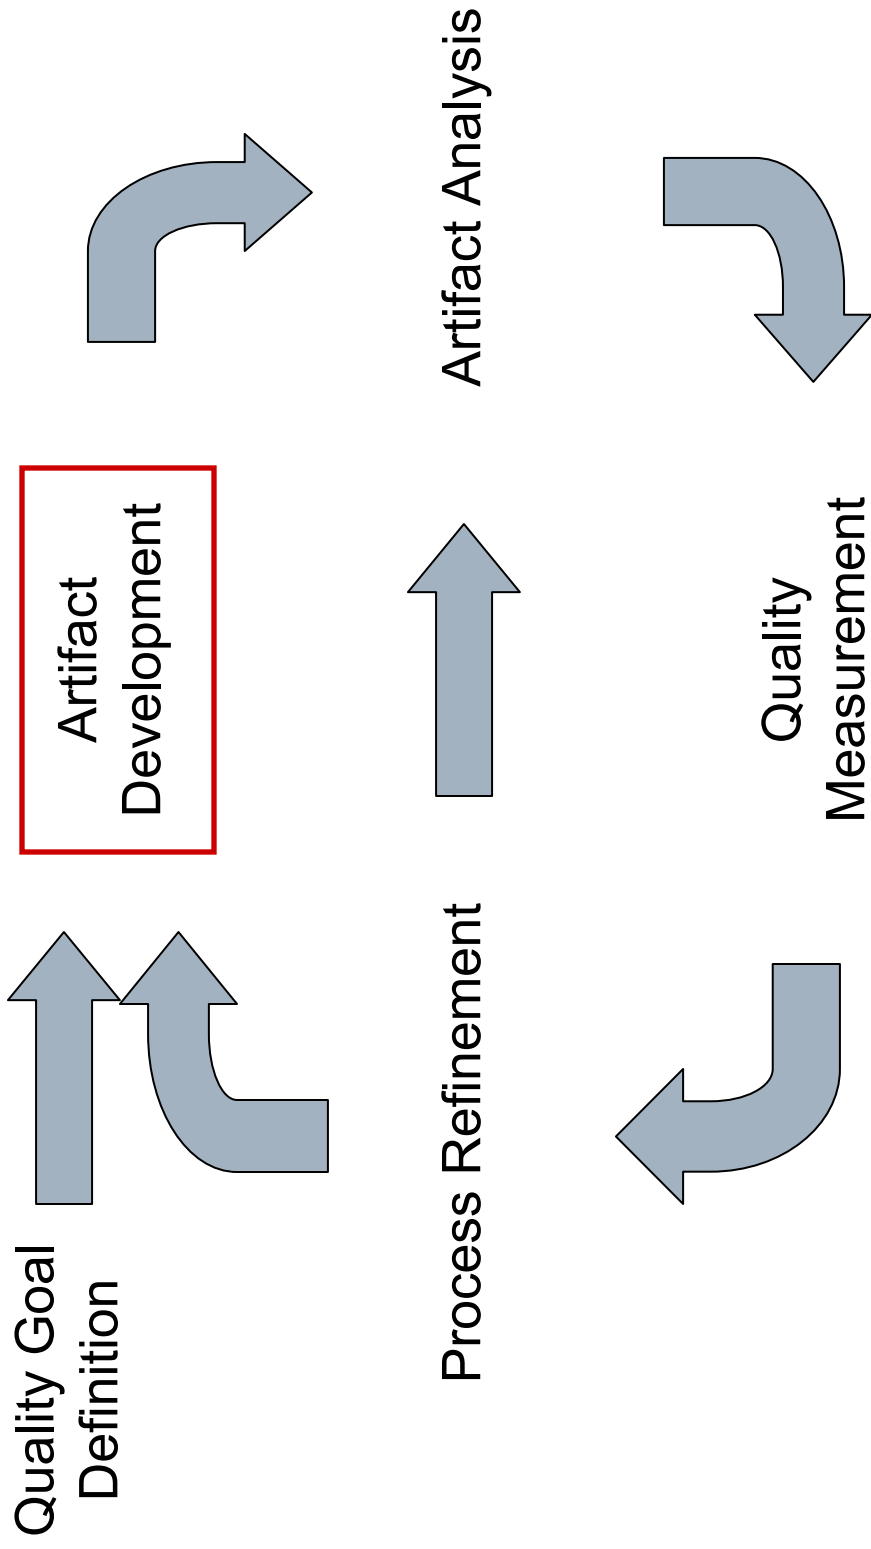 Quality Goal
Definition
Artifact
Development
Process Refinement
Artifact Analysis
Quality
Measurement